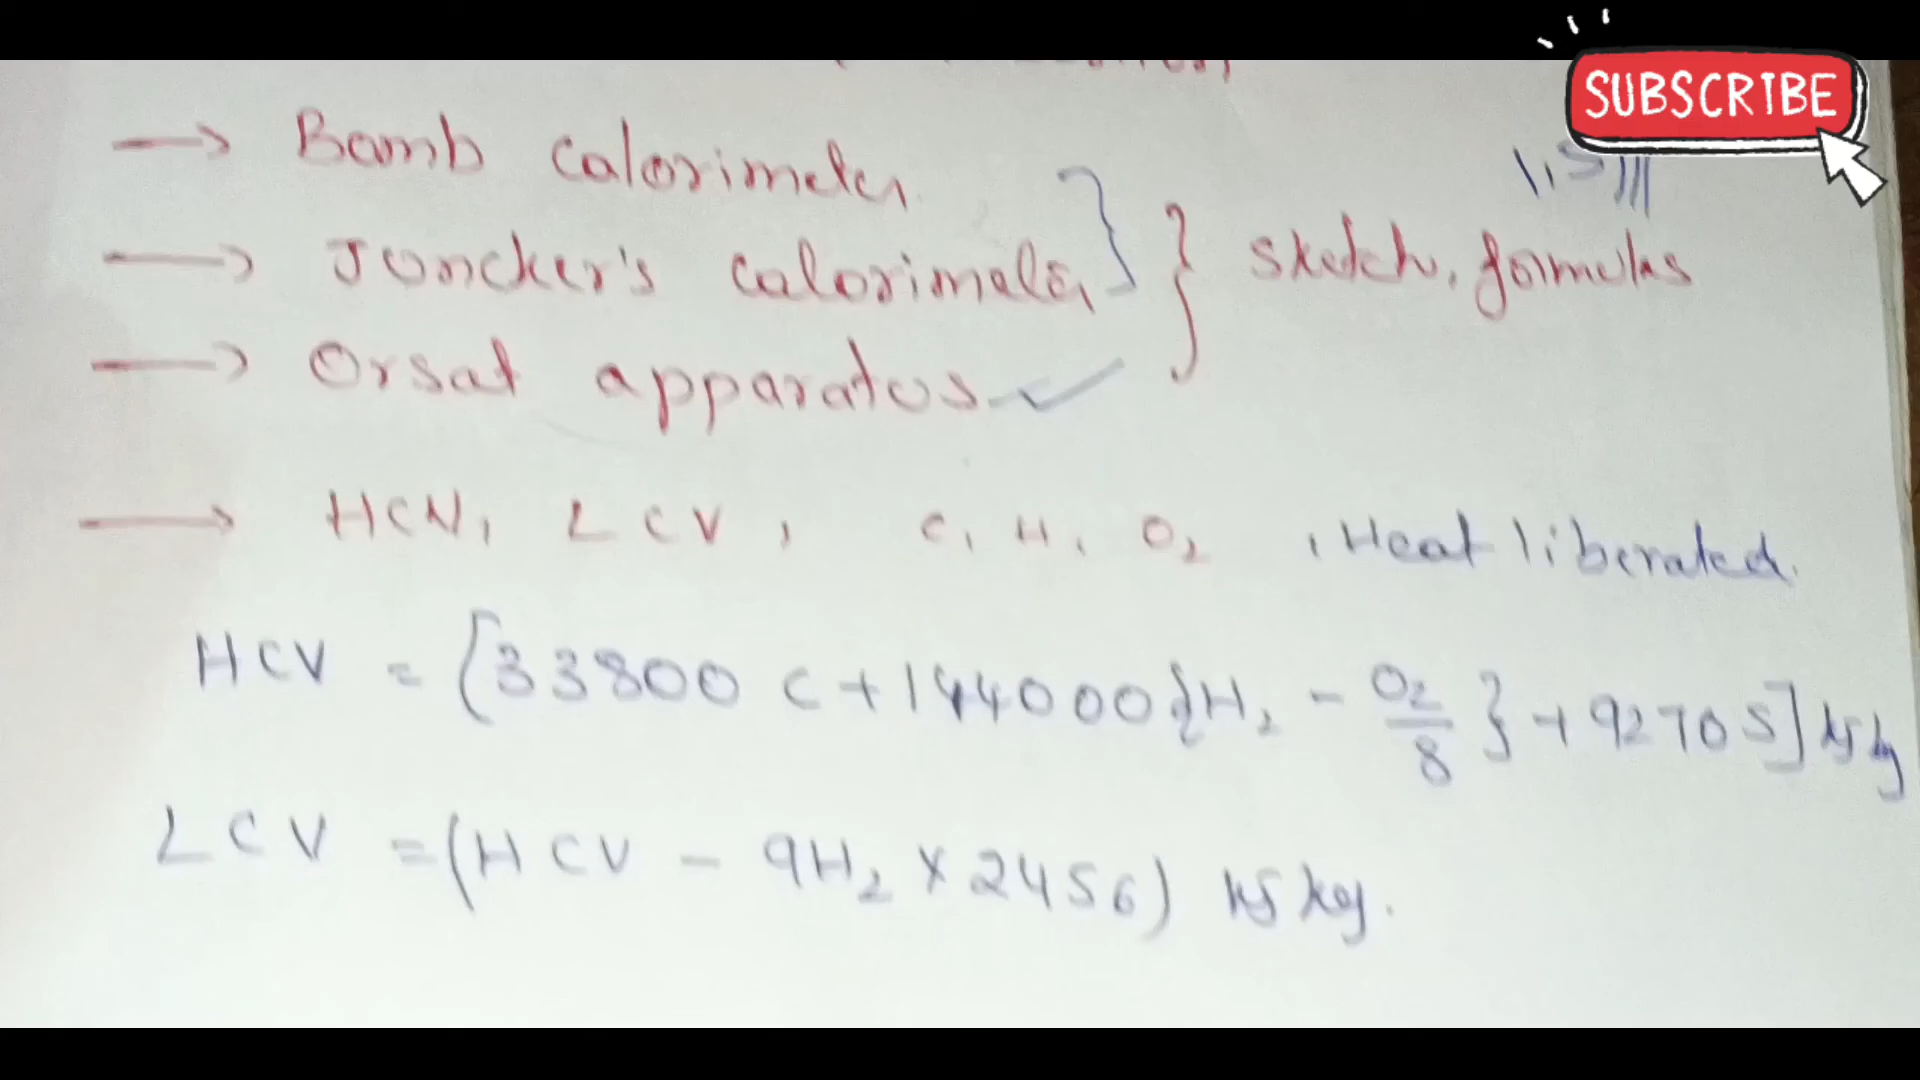 SUBSCRIBE
→ Bomb calorimeter
→ Juncker's calorimeter } } sketch, formulas
→ Orsat apparatus ✓
→ HCN, LCV, C, H, O₂, Heat liberated.
HCV = [33800 C + 144000 {H₂ - O₂/8} + 9270 S] kJ kg
LCV = (HCV - 9H₂ × 2456) kJ kg.